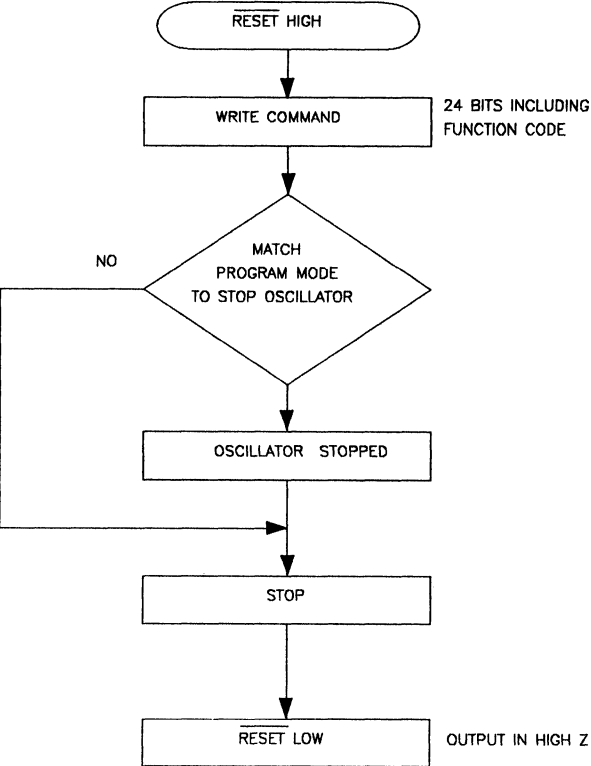 RESET HIGH
WRITE COMMAND
24 BITS INCLUDING
FUNCTION CODE
NO
MATCH
PROGRAM MODE
TO STOP OSCILLATOR
OSCILLATOR STOPPED
STOP
RESET LOW
OUTPUT IN HIGH Z